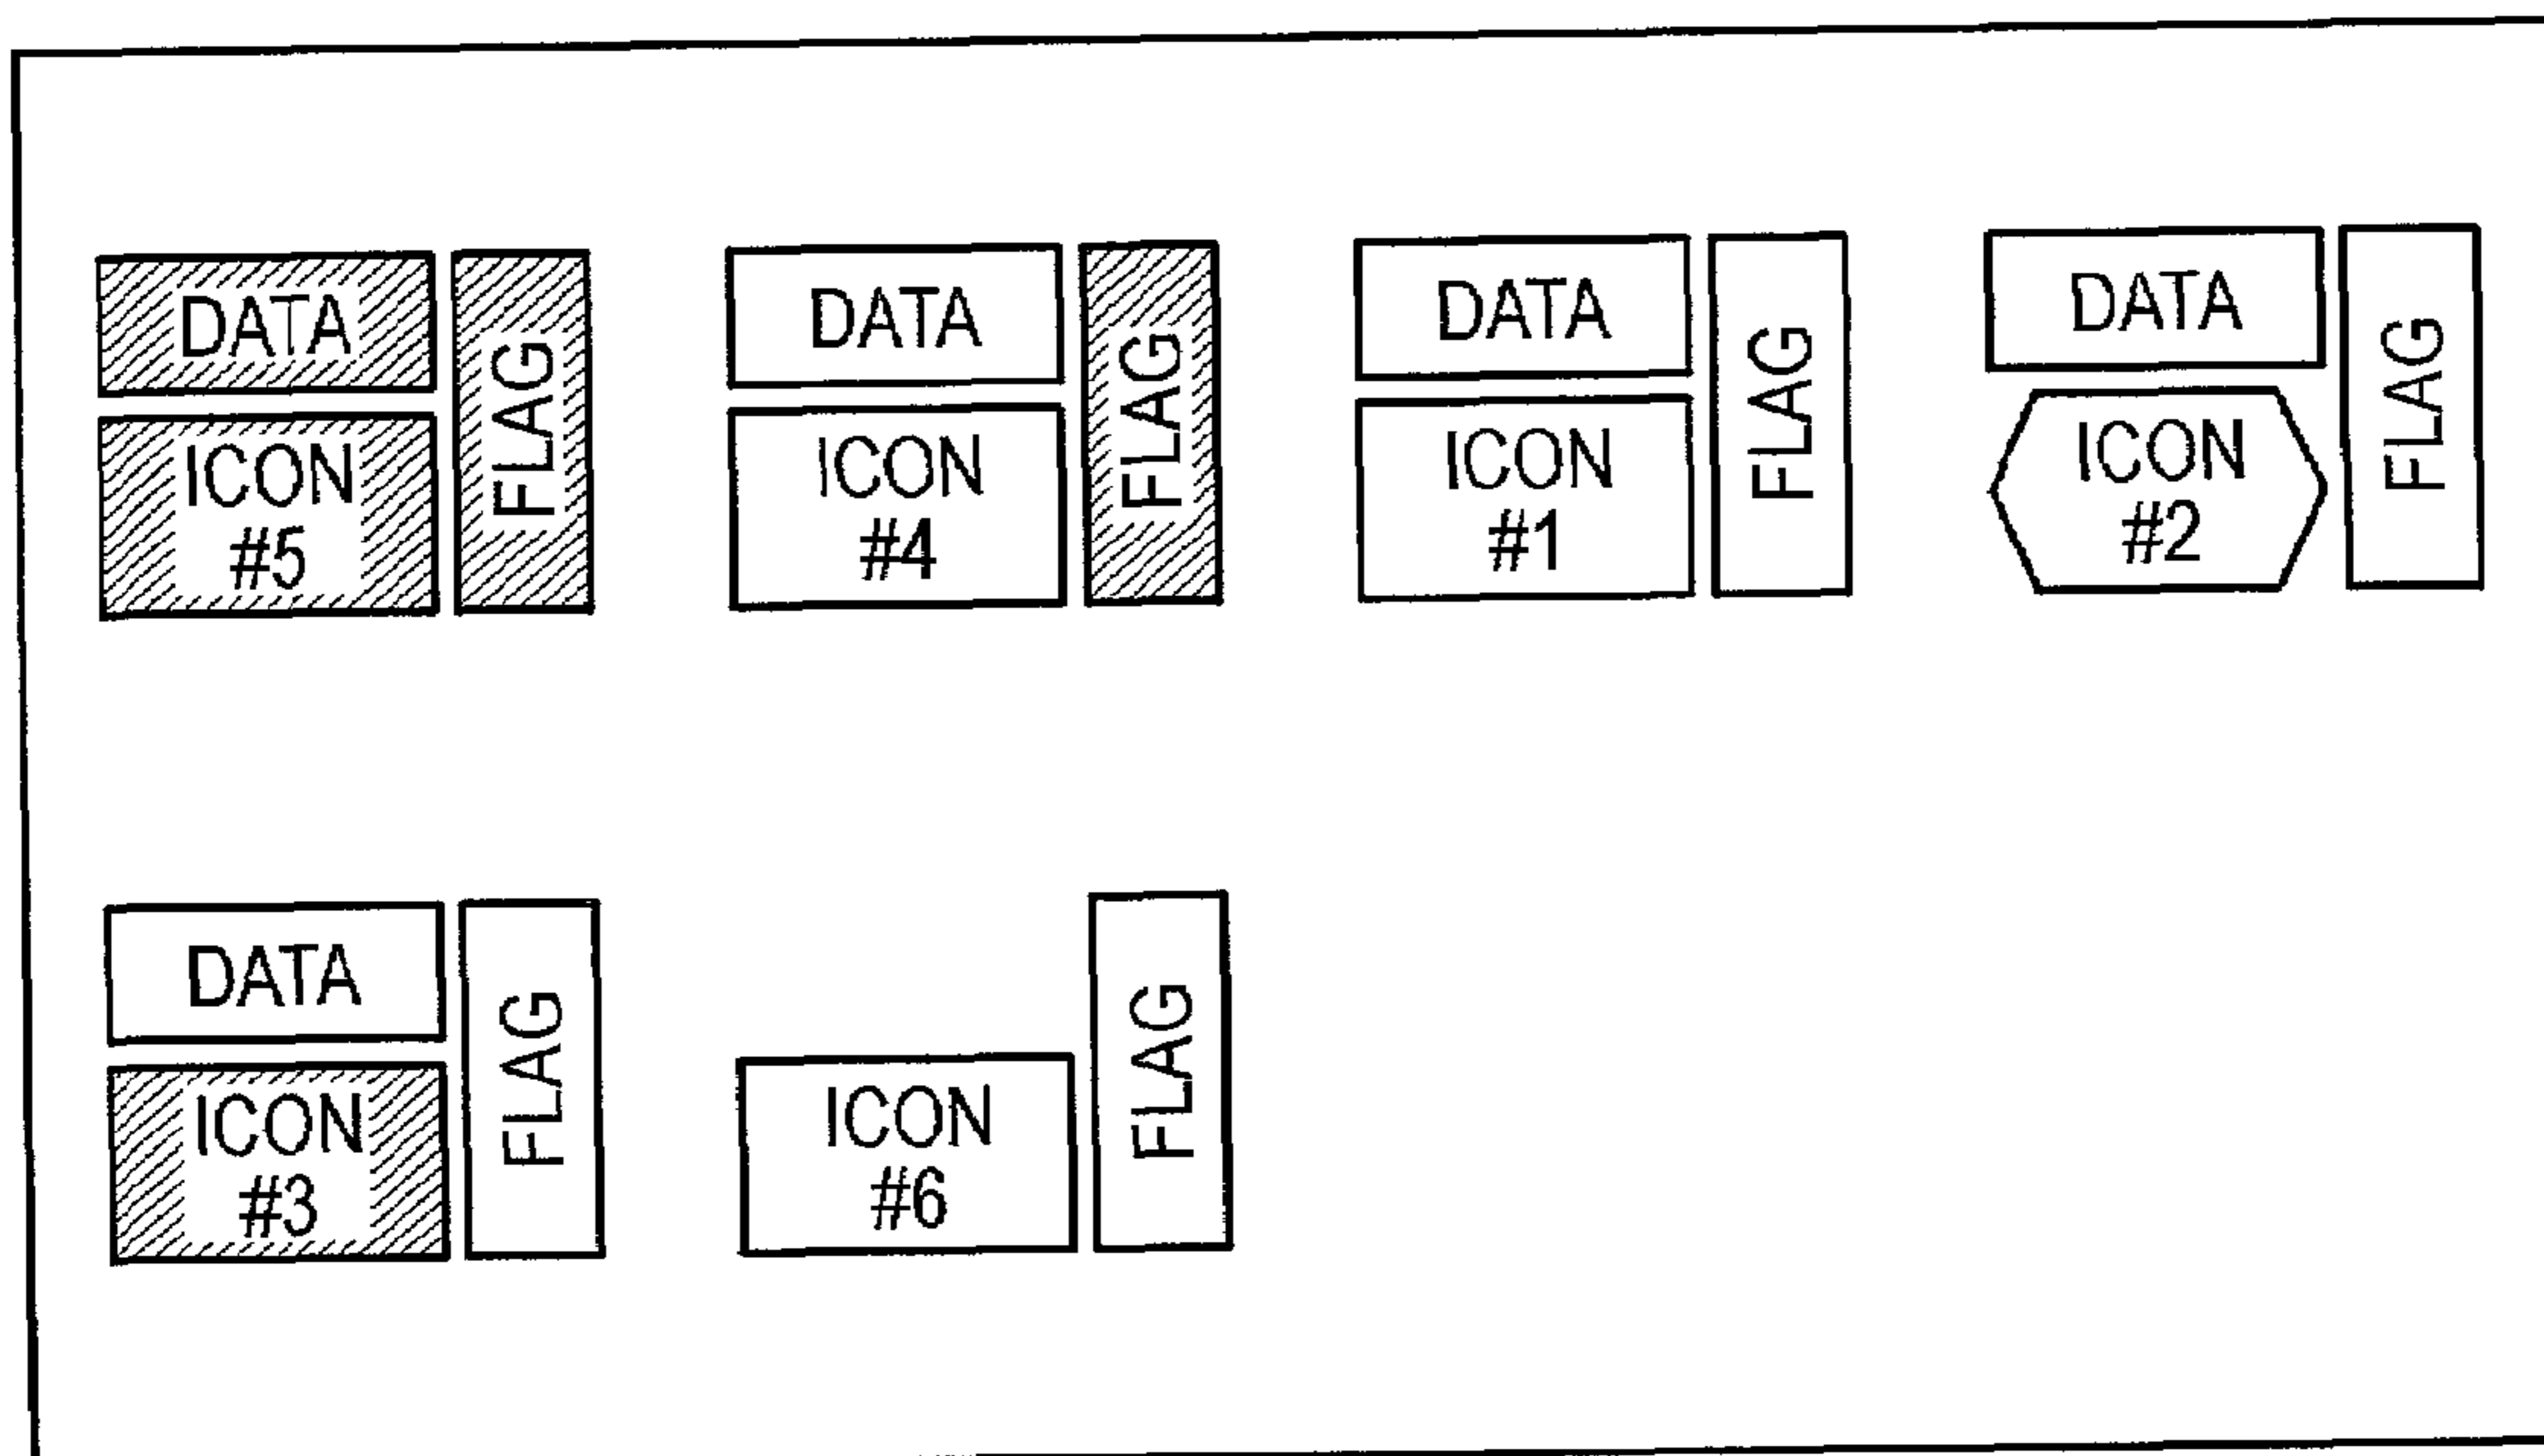 DATA
ICON
#5
FLAG
DATA
ICON
#4
FLAG
DATA
ICON
#1
FLAG
DATA
ICON
#2
FLAG
DATA
ICON
#3
FLAG
ICON
#6
FLAG